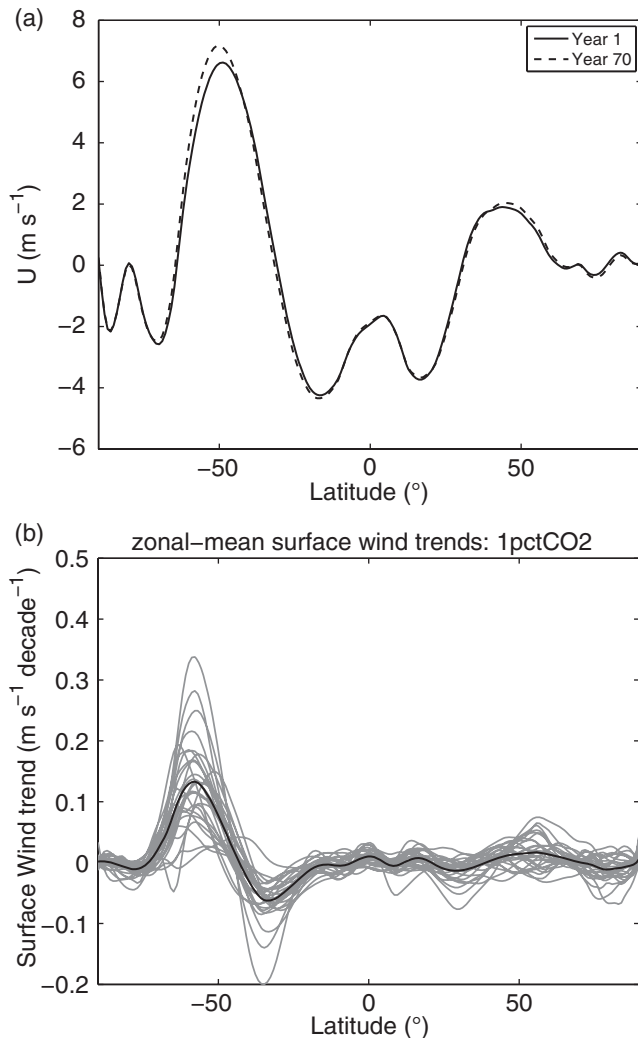 (a)
8
6
4
2
0
−2
−4
−6
U (m s−1)
Year 1
Year 70
−50
0
50
Latitude (°)
(b)
zonal−mean surface wind trends: 1pctCO2
0.5
0.4
0.3
0.2
0.1
0
−0.1
−0.2
Surface Wind trend (m s−1 decade−1)
−50
0
50
Latitude (°)